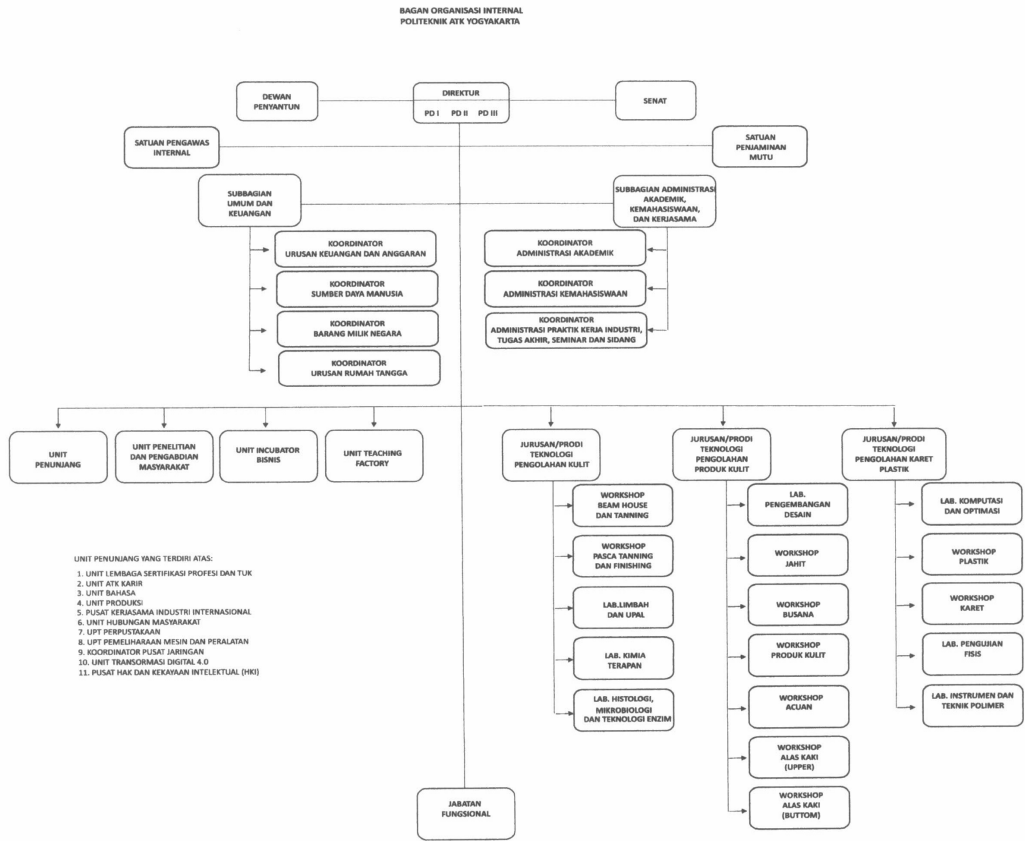 BAGAN ORGANISASI INTERNAL
POLITEKNIK ATK YOGYAKARTA
DEWAN
PENYANTUN
DIREKTUR
PD I PD II PD III
SENAT
SATUAN PENGAWAS
INTERNAL
SATUAN
PENJAMINAN
MUTU
SUBBAGIAN
UMUM DAN
KEUANGAN
SUBBAGIAN ADMINISTRASI
AKADEMIK,
KEMAHASISWAAN,
DAN KERJASAMA
KOORDINATOR
URUSAN KEUANGAN DAN ANGGARAN
KOORDINATOR
SUMBER DAYA MANUSIA
KOORDINATOR
BARANG MILIK NEGARA
KOORDINATOR
URUSAN RUMAH TANGGA
KOORDINATOR
ADMINISTRASI AKADEMIK
KOORDINATOR
ADMINISTRASI KEMAHASISWAAN
KOORDINATOR
ADMINISTRASI PRAKTIK KERJA INDUSTRI,
TUGAS AKHIR, SEMINAR DAN SIDANG
UNIT
PENUNJANG
UNIT PENELITIAN
DAN PENGABDIAN
MASYARAKAT
UNIT INCUBATOR
BISNIS
UNIT TEACHING
FACTORY
JURUSAN/PRODI
TEKNOLOGI
PENGOLAHAN KULIT
JURUSAN/PRODI
TEKNOLOGI
PENGOLAHAN
PRODUK KULIT
JURUSAN/PRODI
TEKNOLOGI
PENGOLAHAN KARET
PLASTIK
WORKSHOP
BEAM HOUSE
DAN TANNING
WORKSHOP
PASCA TANNING
DAN FINISHING
LAB.LIMBAH
DAN UPAL
LAB. KIMIA
TERAPAN
LAB. HISTOLOGI,
MIKROBIOLOGI
DAN TEKNOLOGI ENZIM
LAB.
PENGEMBANGAN
DESAIN
WORKSHOP
JAHIT
WORKSHOP
BUSANA
WORKSHOP
PRODUK KULIT
WORKSHOP
ACUAN
WORKSHOP
ALAS KAKI
(UPPER)
WORKSHOP
ALAS KAKI
(BUTTOM)
LAB. KOMPUTASI
DAN OPTIMASI
WORKSHOP
PLASTIK
WORKSHOP
KARET
LAB. PENGUJIAN
FISIS
LAB. INSTRUMEN DAN
TEKNIK POLIMER
UNIT PENUNJANG YANG TERDIRI ATAS:
1. UNIT LEMBAGA SERTIFIKASI PROFESI DAN TUK
2. UNIT ATK KARIR
3. UNIT BAHASA
4. UNIT PRODUKSI
5. PUSAT KERJASAMA INDUSTRI INTERNASIONAL
6. UNIT HUBUNGAN MASYARAKAT
7. UPT PERPUSTAKAAN
8. UPT PEMELIHARAAN MESIN DAN PERALATAN
9. KOORDINATOR PUSAT JARINGAN
10. UNIT TRANSORMASI DIGITAL 4.0
11. PUSAT HAK DAN KEKAYAAN INTELEKTUAL (HKI)
JABATAN
FUNGSIONAL